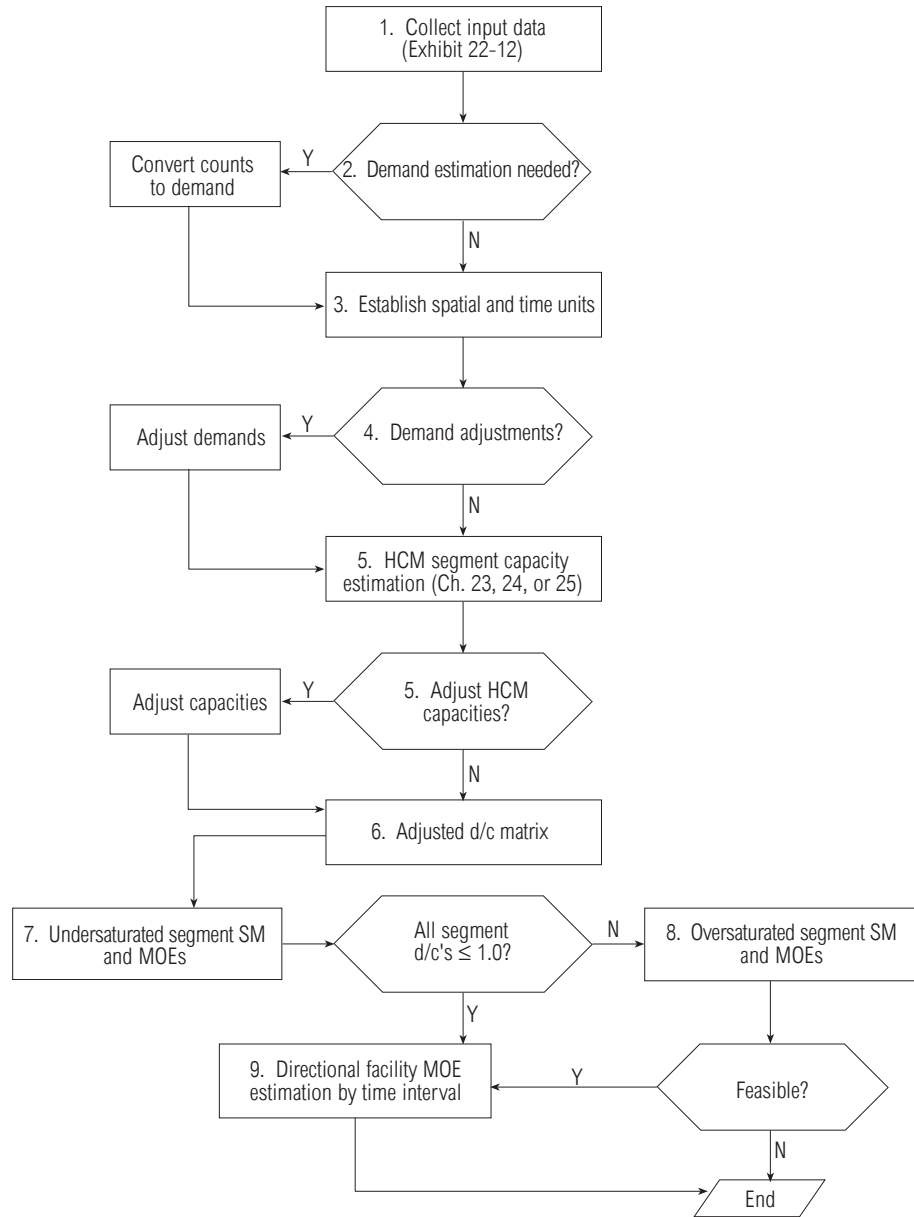 1. Collect input data
(Exhibit 22-12)
Convert counts
to demand
Y
2. Demand estimation needed?
N
3. Establish spatial and time units
Adjust demands
Y
4. Demand adjustments?
N
5. HCM segment capacity
estimation (Ch. 23, 24, or 25)
Adjust capacities
Y
5. Adjust HCM
capacities?
N
6. Adjusted d/c matrix
7. Undersaturated segment SM
and MOEs
All segment
d/c's ≤ 1.0?
N
8. Oversaturated segment SM
and MOEs
Y
9. Directional facility MOE
estimation by time interval
Y
Feasible?
N
End